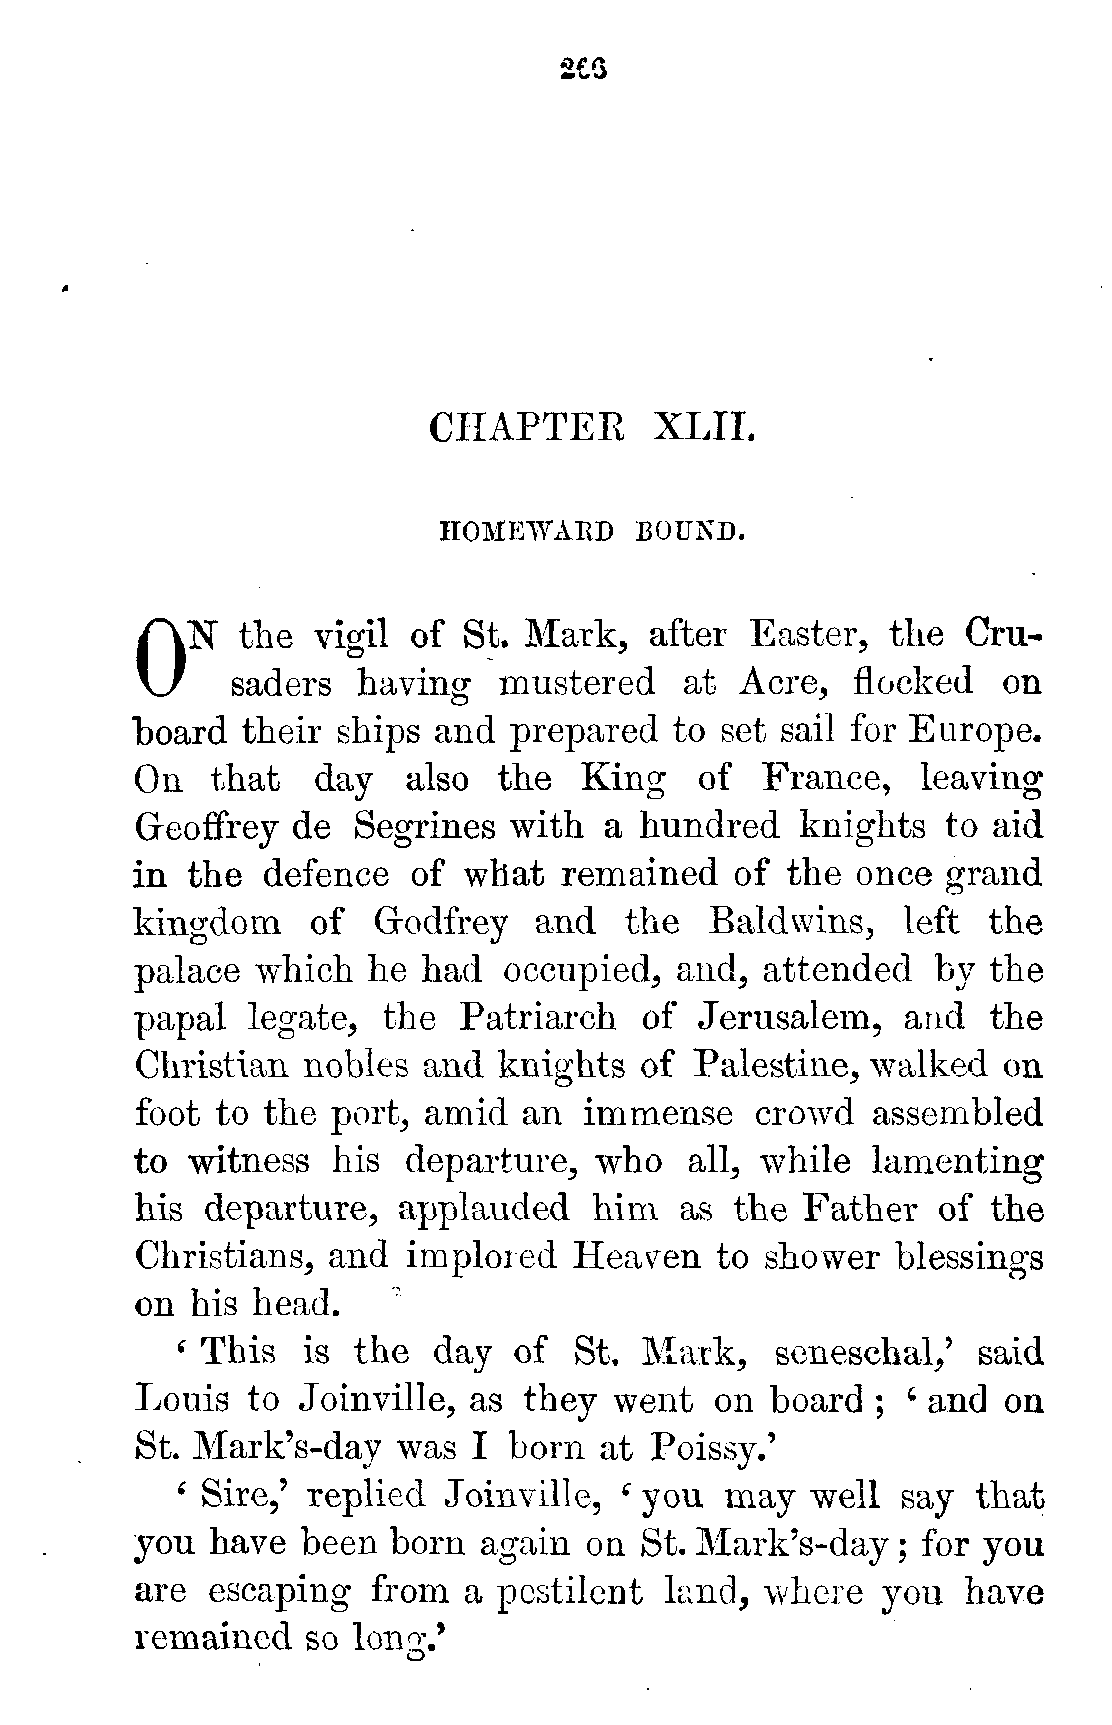 CHAPTER XLII.
HOMEWARD BOUND.
ON the vigil of St. Mark, after Easter, the Cru-
saders having mustered at Acre, flocked on
board their ships and prepared to set sail for Europe.
On that day also the King of France, leaving
Geoffrey de Segrines with a hundred knights to aid
in the defence of what remained of the once grand
kingdom of Godfrey and the Baldwins, left the
palace which he had occupied, and, attended by the
papal legate, the Patriarch of Jerusalem, and the
Christian nobles and knights of Palestine, walked on
foot to the port, amid an immense crowd assembled
to witness his departure, who all, while lamenting
his departure, applauded him as the Father of the
Christians, and implored Heaven to shower blessings
on his head.
‘ This is the day of St. Mark, seneschal,’ said
Louis to Joinville, as they went on board ; ‘ and on
St. Mark’s-day was I born at Poissy.’
‘ Sire,’ replied Joinville, ‘ you may well say that
you have been born again on St. Mark’s-day ; for you
are escaping from a pestilent land, where you have
remained so long.’